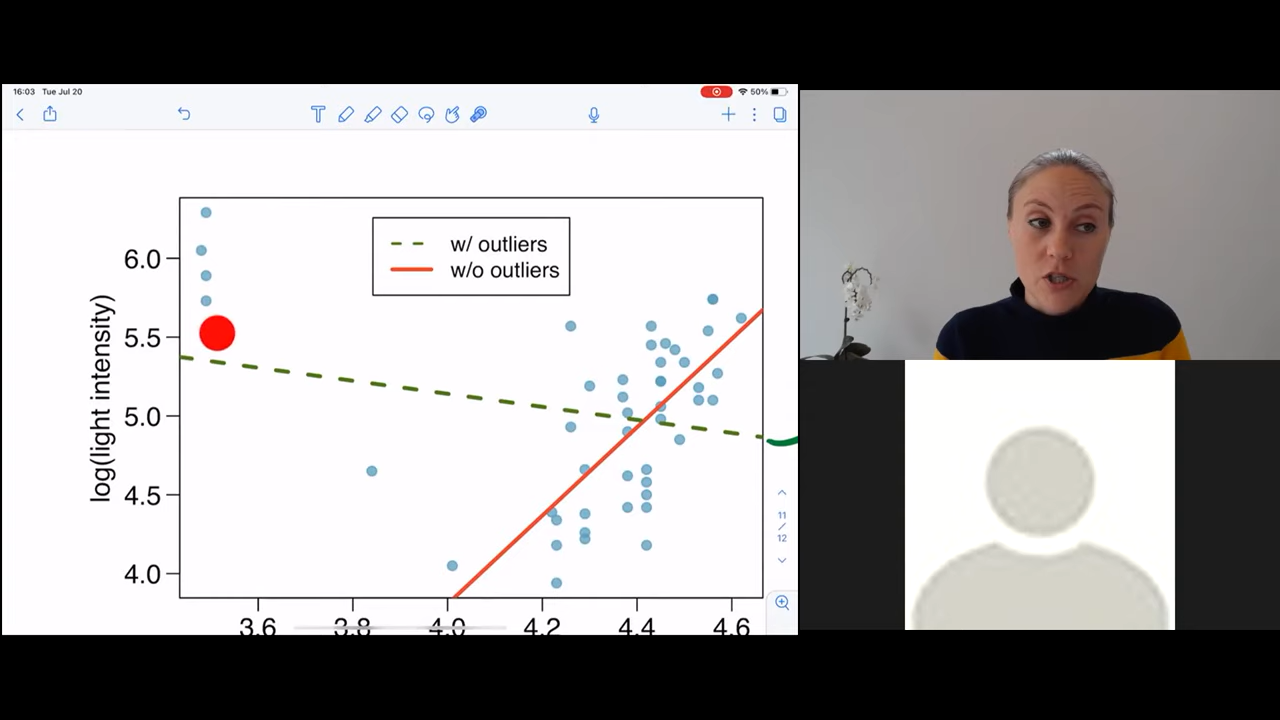 16:03 Tue Jul 20
50%
T
w/ outliers
w/o outliers
log(light intensity)
6.0
5.5
5.0
4.5
4.0
3.6 3.8 4.0 4.2 4.4 4.6
11
/
12